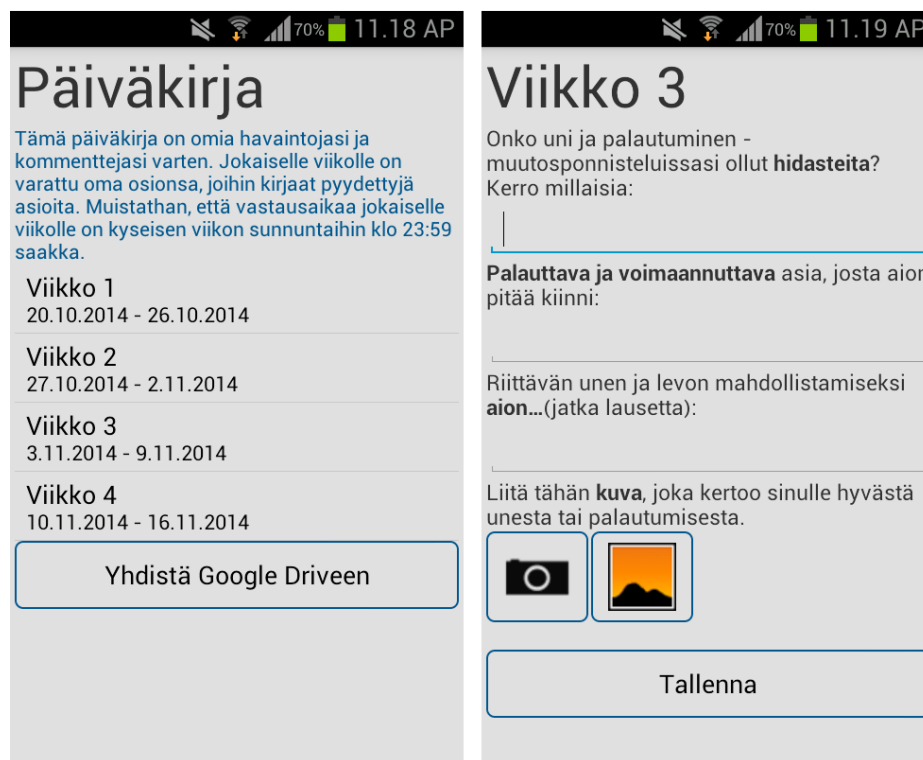 70% 11.18 AP
Päiväkirja
Tämä päiväkirja on omia havaintojasi ja
kommenttejasi varten. Jokaiselle viikolle on
varattu oma osionsa, joihin kirjaat pyydettyjä
asioita. Muistathan, että vastausaikaa jokaiselle
viikolle on kyseisen viikon sunnuntaihin klo 23:59
saakka.
Viikko 1
20.10.2014 - 26.10.2014
Viikko 2
27.10.2014 - 2.11.2014
Viikko 3
3.11.2014 - 9.11.2014
Viikko 4
10.11.2014 - 16.11.2014
Yhdistä Google Driveen
70% 11.19 AP
Viikko 3
Onko uni ja palautuminen -
muutosponnisteluissasi ollut hidasteita?
Kerro millaisia:
Palauttava ja voimaannuttava asia, josta aion
pitää kiinni:
Riittävän unen ja levon mahdollistamiseksi
aion...(jatka lausetta):
Liitä tähän kuva, joka kertoo sinulle hyvästä
unesta tai palautumisesta.
Tallenna